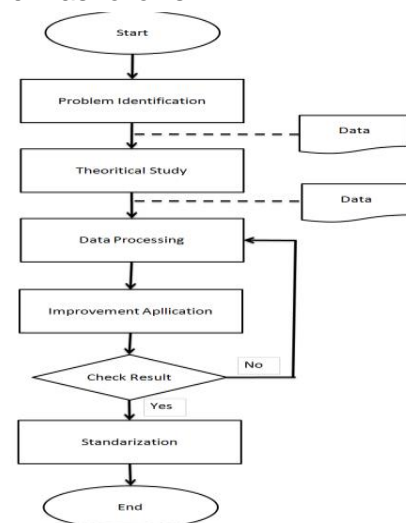 Start
Problem Identification
Data
Theoritical Study
Data
Data Processing
Improvement Apllication
No
Check Result
Yes
Standarization
End